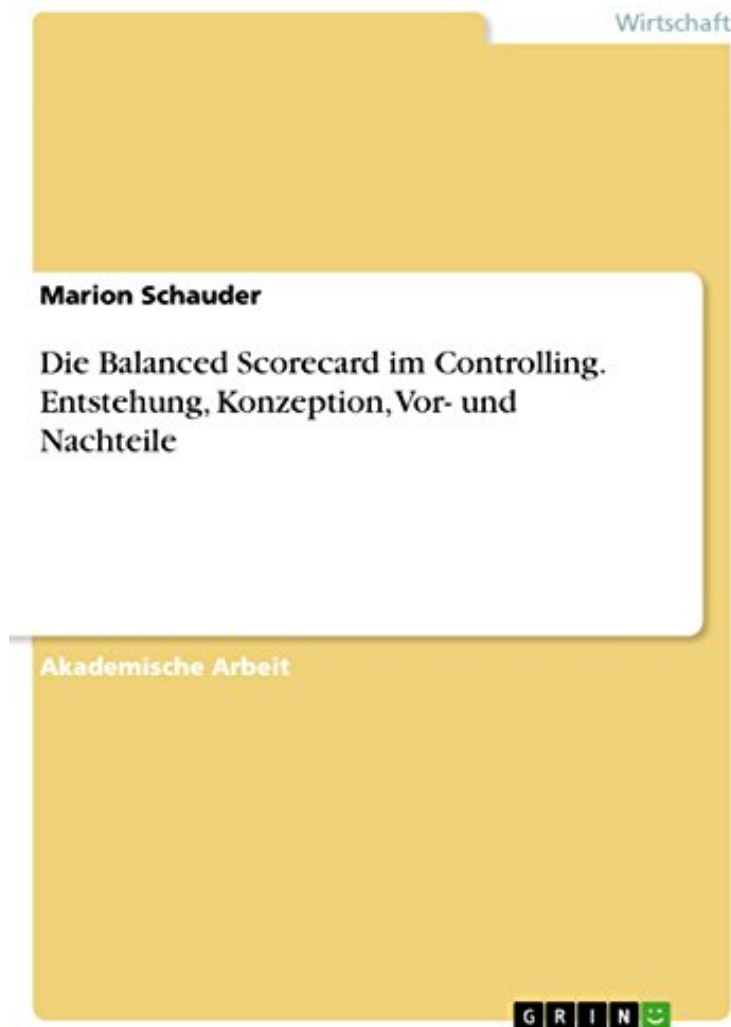 Wirtschaft
Marion Schauder
Die Balanced Scorecard im Controlling.
Entstehung, Konzeption, Vor- und
Nachteile
Akademische Arbeit
GRIN